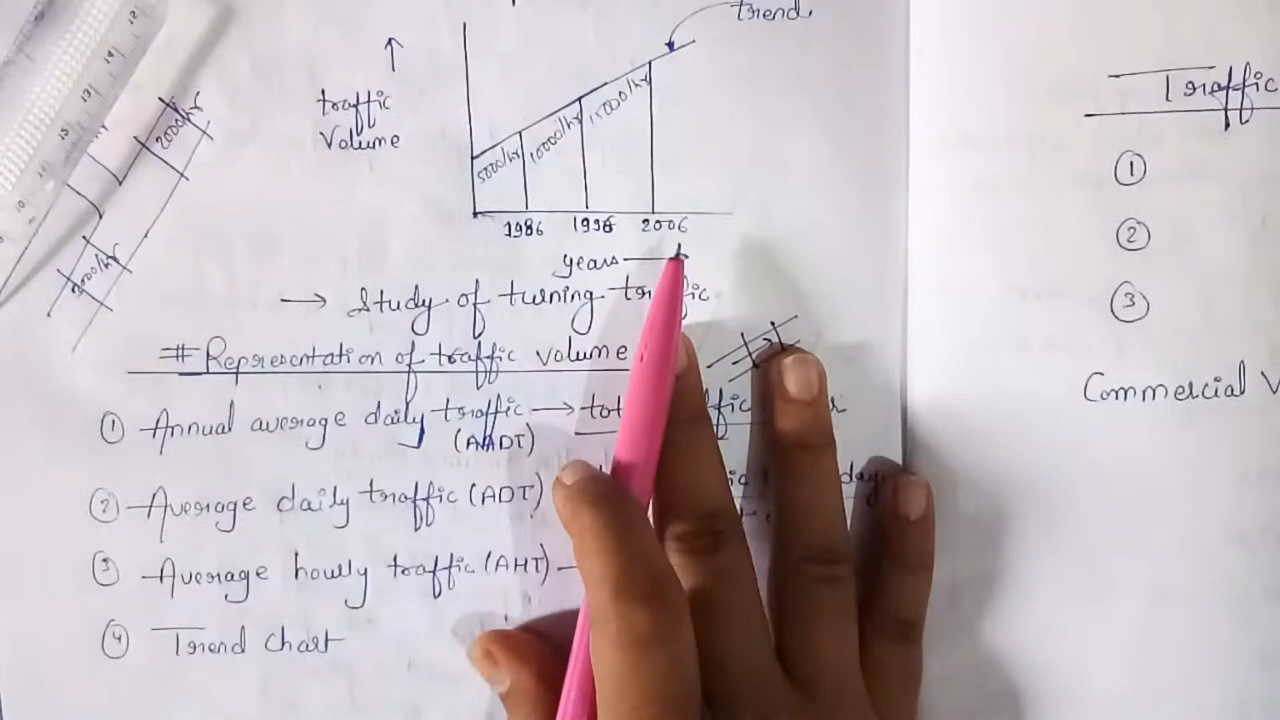 trend
traffic
Volume
5000/hr
10000/hr
15000/hr
1986 1996 2006
years
2000/hr
→ Study of turning
# Representation of traffic volume
① Annual average daily traffic →
(AADT)
② Average daily traffic (ADT)
③ Average hourly traffic (AHT) –
④ Trend chart
Traffic
①
②
③
Commercial V